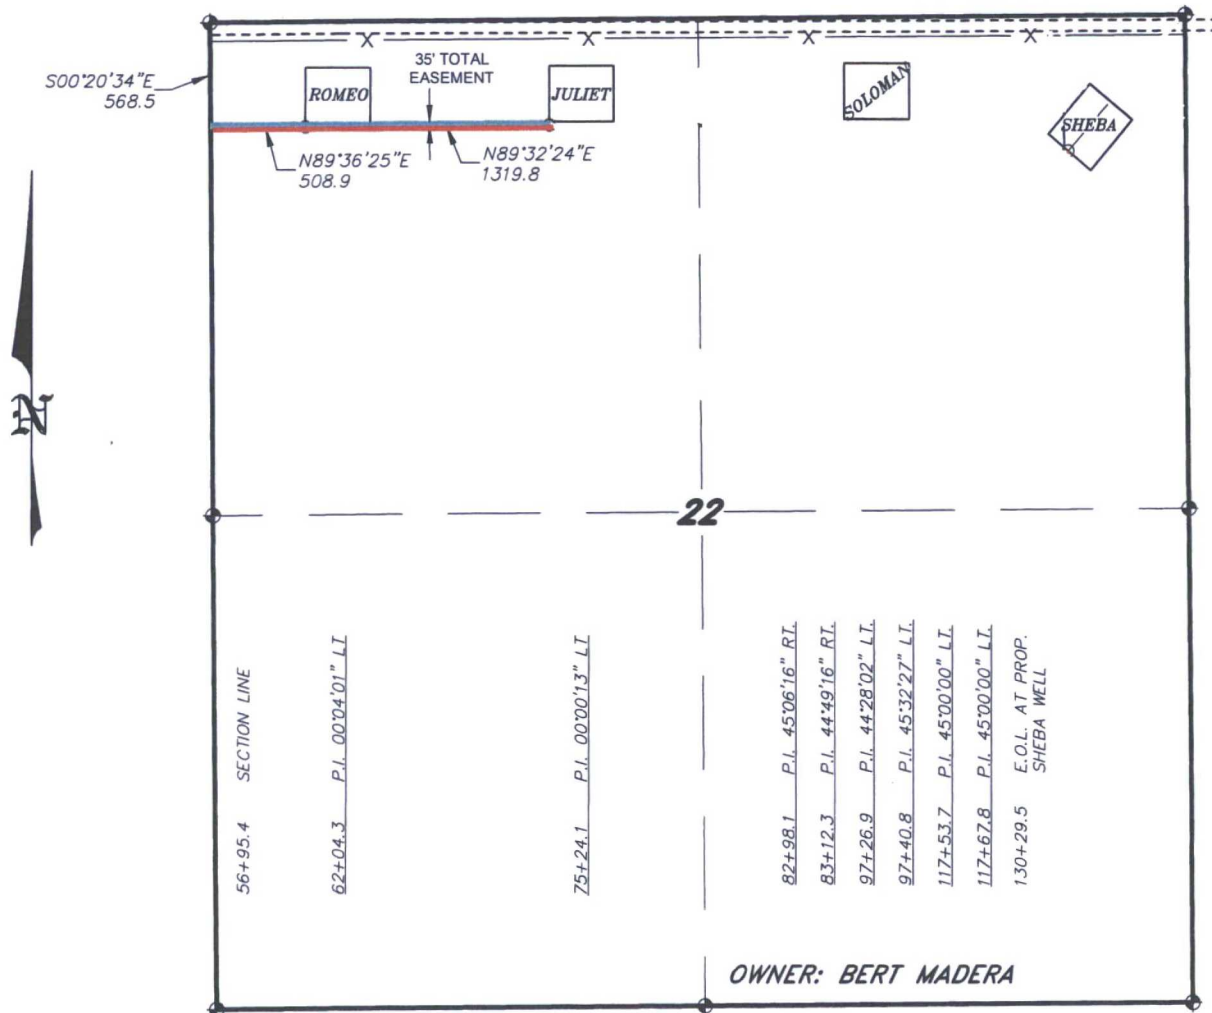 S00°20'34"E
568.5
35' TOTAL
EASEMENT
ROMEO
JULIET
SOLOMAN
SHEBA
N89°36'25"E
508.9
N89°32'24"E
1319.8
N
22
56+95.4 SECTION LINE
62+04.3 P.I. 00°04'01" LT
75+24.1 P.I. 00°00'13" LT
82+98.1 P.I. 45°06'16" RT.
83+12.3 P.I. 44°49'16" RT.
97+26.9 P.I. 44°28'02" LT.
97+40.8 P.I. 45°32'27" LT.
117+53.7 P.I. 45°00'00" LT.
117+67.8 P.I. 45°00'00" LT.
130+29.5 E.O.L. AT PROP.
SHEBA WELL
OWNER: BERT MADERA